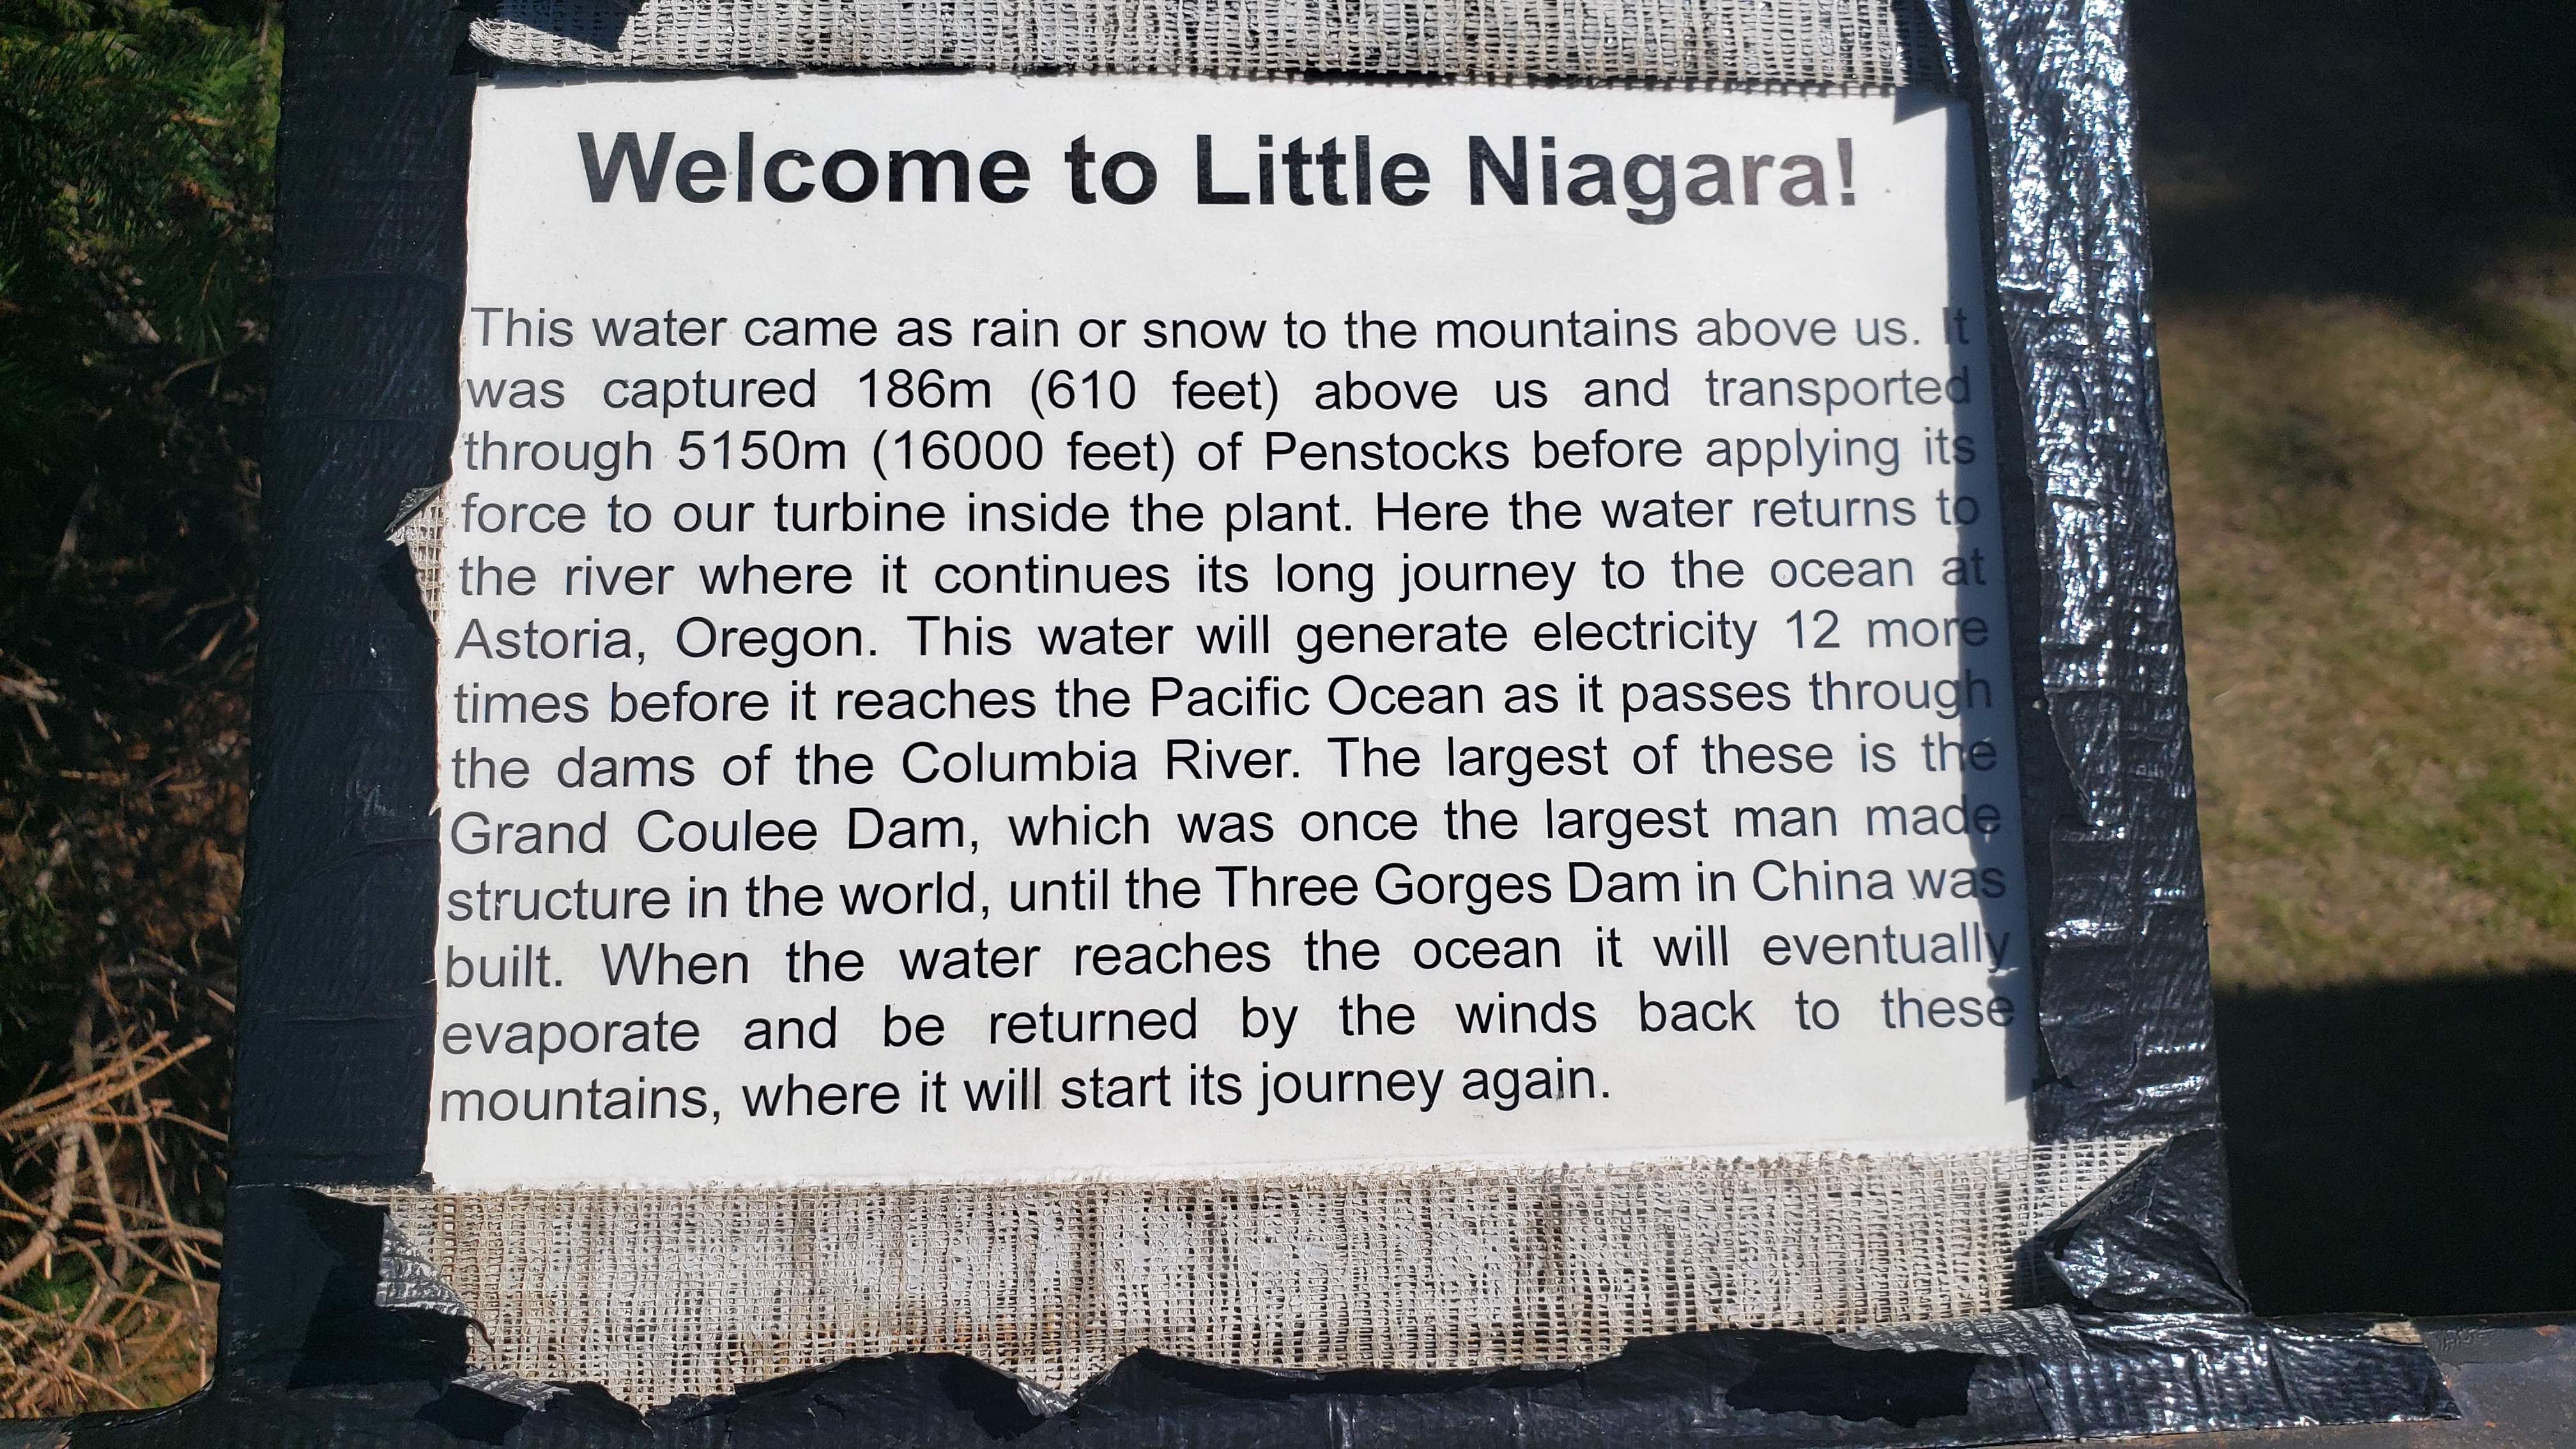 Welcome to Little Niagara!
This water came as rain or snow to the mountains above us. It
was captured 186m (610 feet) above us and transported
through 5150m (16000 feet) of Penstocks before applying its
force to our turbine inside the plant. Here the water returns to
the river where it continues its long journey to the ocean at
Astoria, Oregon. This water will generate electricity 12 more
times before it reaches the Pacific Ocean as it passes through
the dams of the Columbia River. The largest of these is the
Grand Coulee Dam, which was once the largest man made
structure in the world, until the Three Gorges Dam in China was
built. When the water reaches the ocean it will eventually
evaporate and be returned by the winds back to these
mountains, where it will start its journey again.